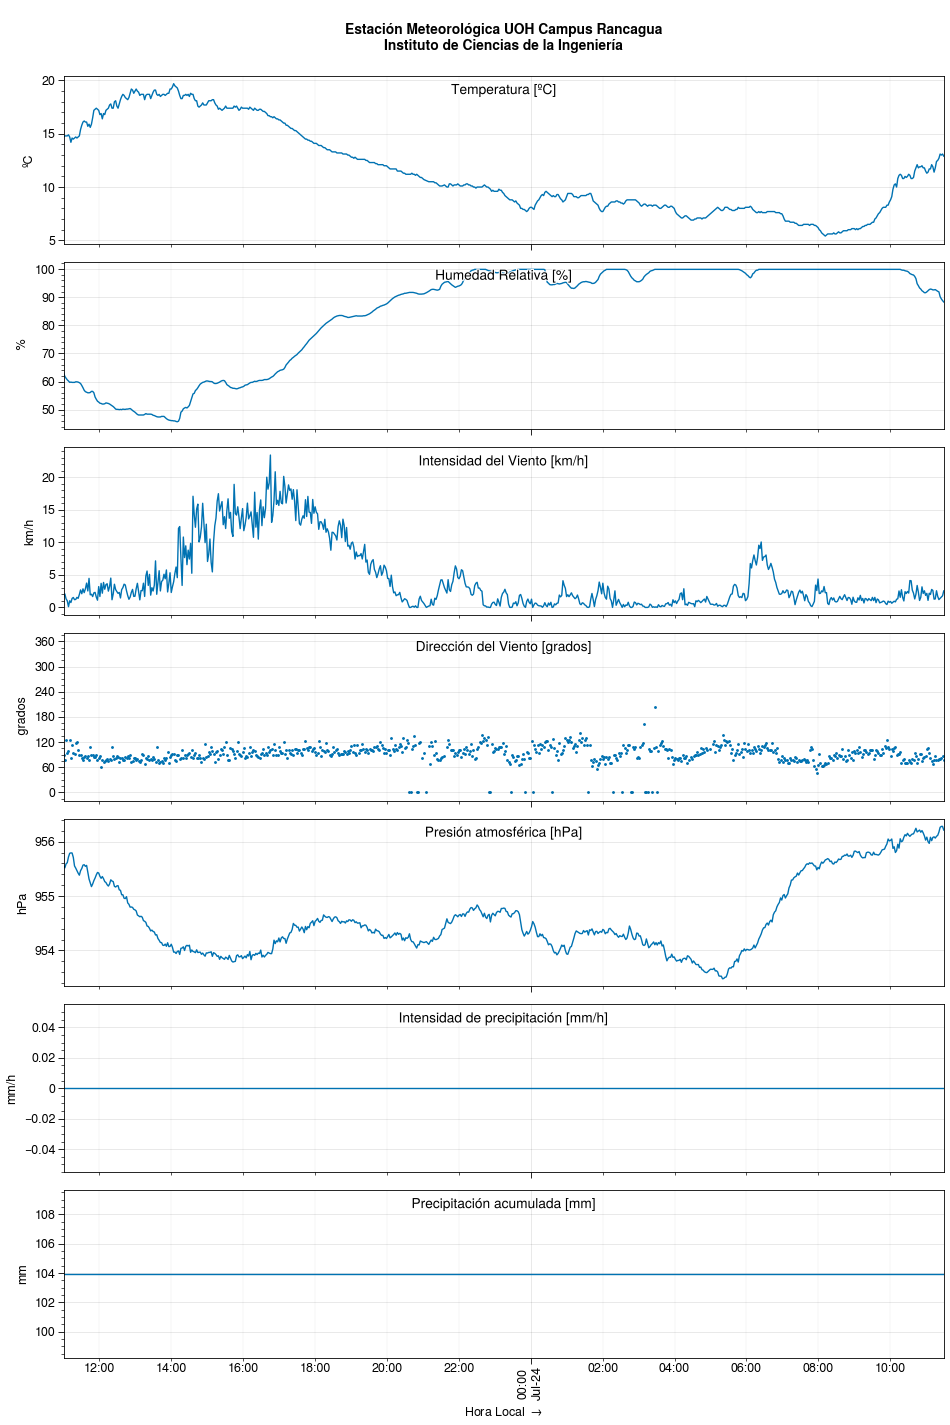 Estación Meteorológica UOH Campus Rancagua
Instituto de Ciencias de la Ingeniería
Temperatura [ºC]
ºC
20
15
10
5
Humedad Relativa [%]
%
100
90
80
70
60
50
Intensidad del Viento [km/h]
km/h
20
15
10
5
0
Dirección del Viento [grados]
grados
360
300
240
180
120
60
0
Presión atmosférica [hPa]
hPa
956
955
954
Intensidad de precipitación [mm/h]
mm/h
0.04
0.02
0
−0.02
−0.04
Precipitación acumulada [mm]
mm
108
106
104
102
100
12:00 14:00 16:00 18:00 20:00 22:00 00:00 02:00 04:00 06:00 08:00 10:00
Jul-24
Hora Local →